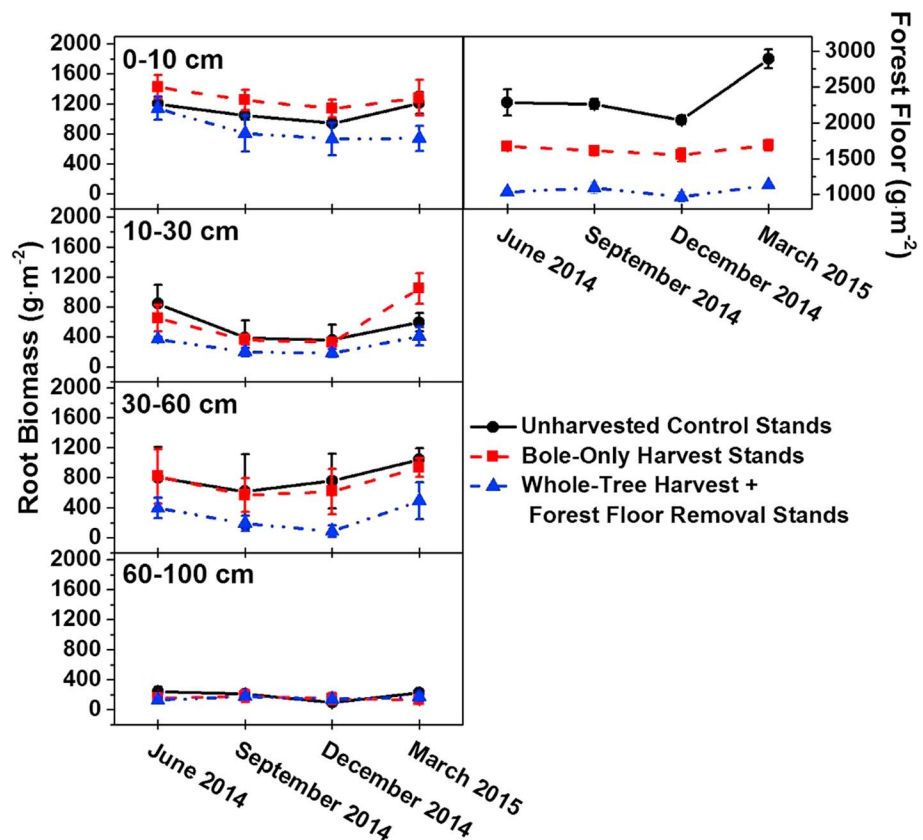 Root Biomass (g·m⁻²)
0-10 cm
2000
1600
1200
800
400
0
Forest Floor (g·m⁻²)
3000
2500
2000
1500
1000
June 2014
September 2014
December 2014
March 2015
10-30 cm
2000
1600
1200
800
400
0
30-60 cm
2000
1600
1200
800
400
0
Unharvested Control Stands
Bole-Only Harvest Stands
Whole-Tree Harvest +
Forest Floor Removal Stands
60-100 cm
2000
1600
1200
800
400
0
June 2014
September 2014
December 2014
March 2015